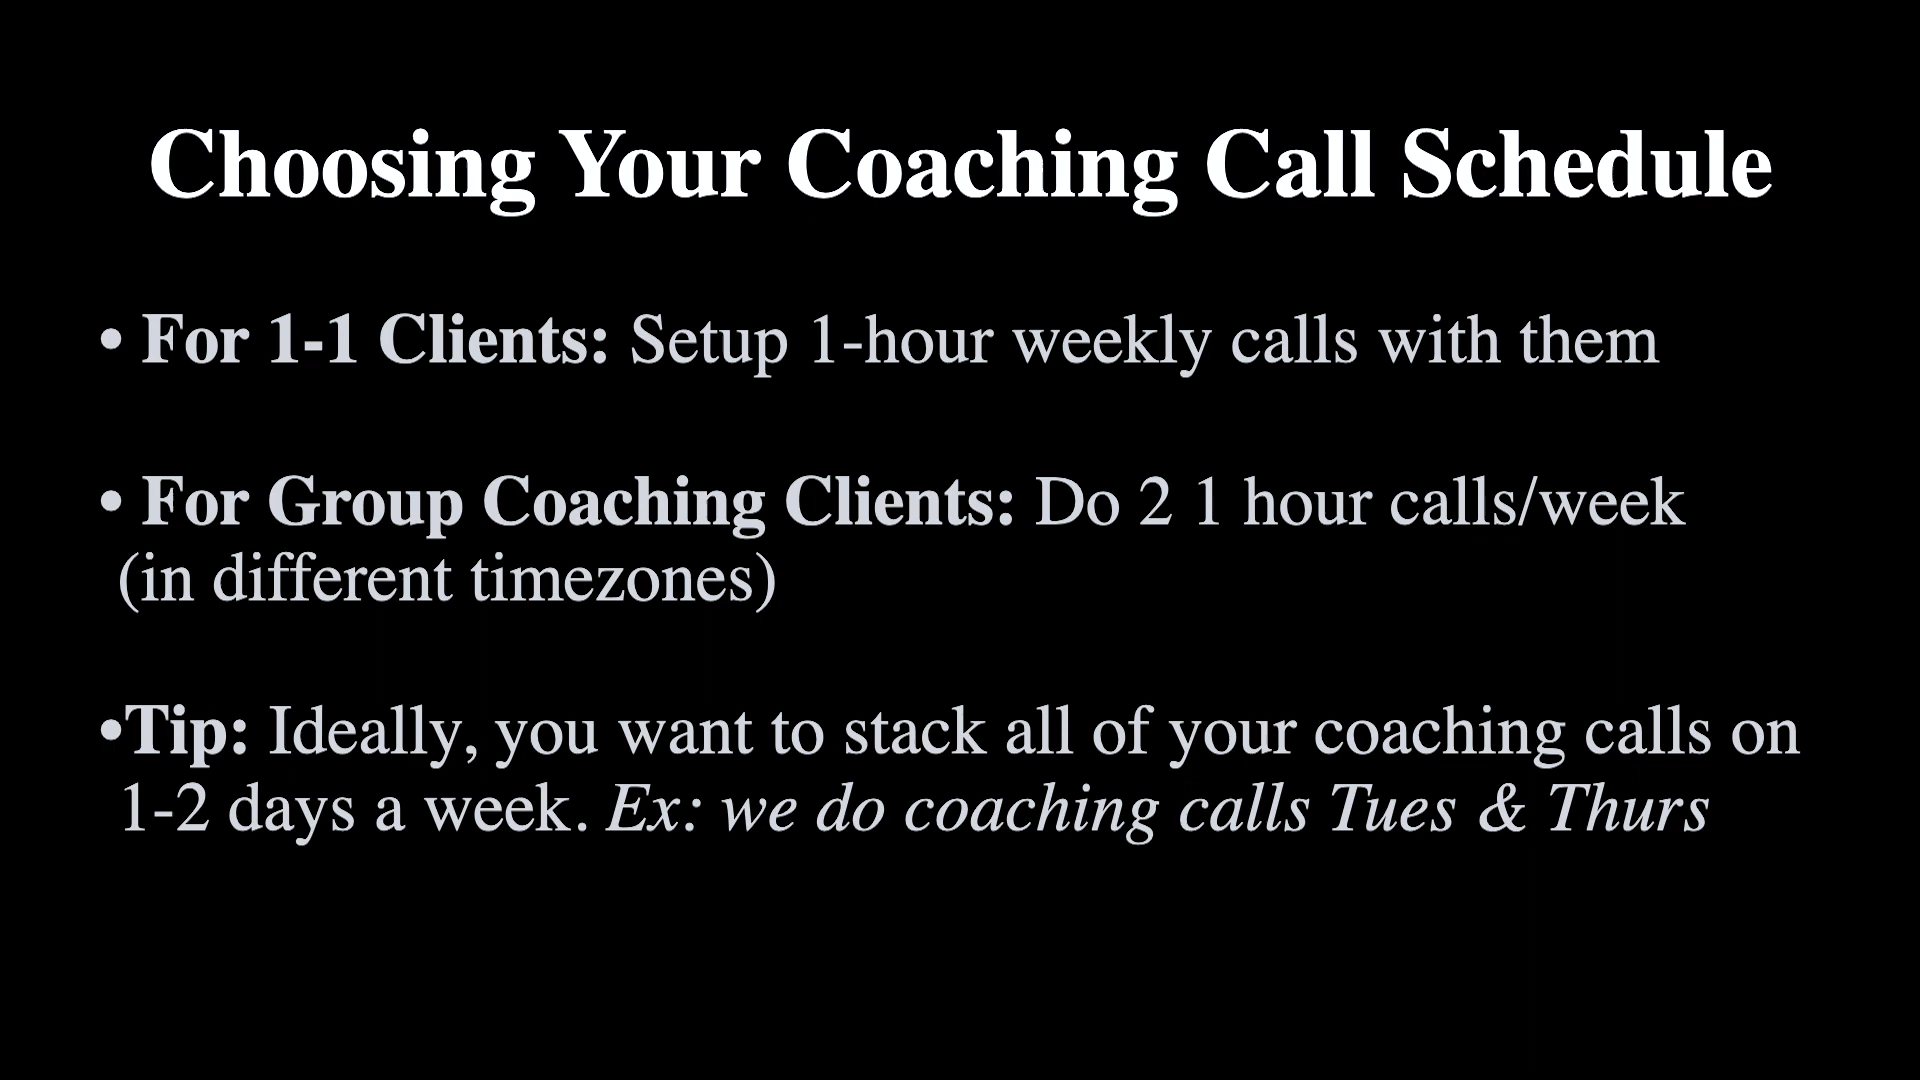 Choosing Your Coaching Call Schedule
• For 1-1 Clients: Setup 1-hour weekly calls with them
• For Group Coaching Clients: Do 2 1 hour calls/week
(in different timezones)
•Tip: Ideally, you want to stack all of your coaching calls on
1-2 days a week. Ex: we do coaching calls Tues & Thurs